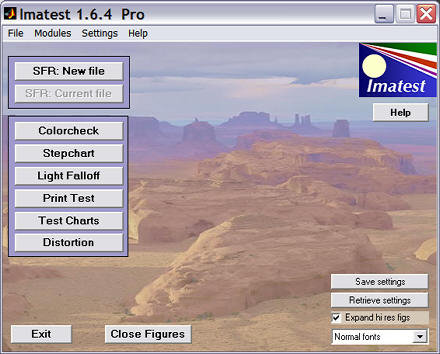 Imatest 1.6.4 Pro
File Modules Settings Help
SFR: New file
SFR: Current file
Imatest
Help
Colorcheck
Stepchart
Light Falloff
Print Test
Test Charts
Distortion
Save settings
Retrieve settings
Expand hi res figs
Exit
Close Figures
Normal fonts